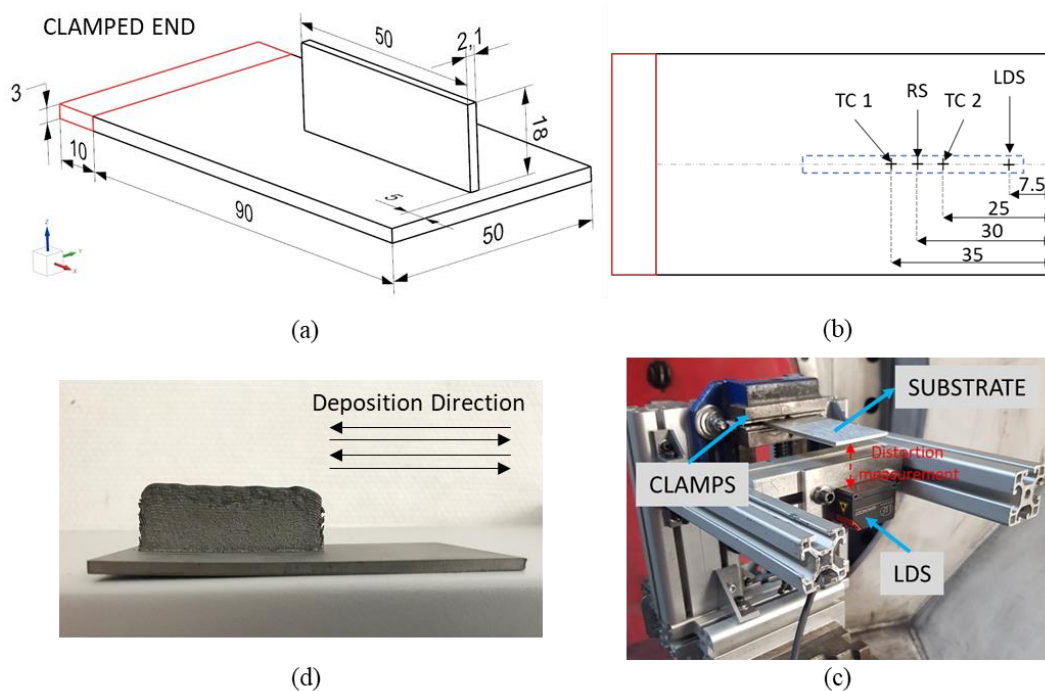 (a)
CLAMPED END
50
2,1
3
10
18
5
90
50
z
y
x
(b)
TC 1
RS
TC 2
LDS
7.5
25
30
35
(a)
(b)
Deposition Direction
(d)
SUBSTRATE
Distortion
measurement
CLAMPS
LDS
(c)